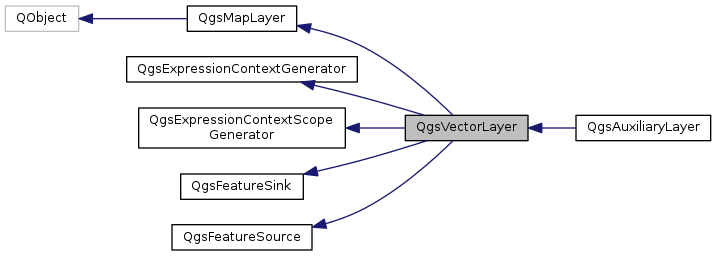 QObject
QgsMapLayer
QgsExpressionContextGenerator
QgsExpressionContextScope
Generator
QgsVectorLayer
QgsAuxiliaryLayer
QgsFeatureSink
QgsFeatureSource